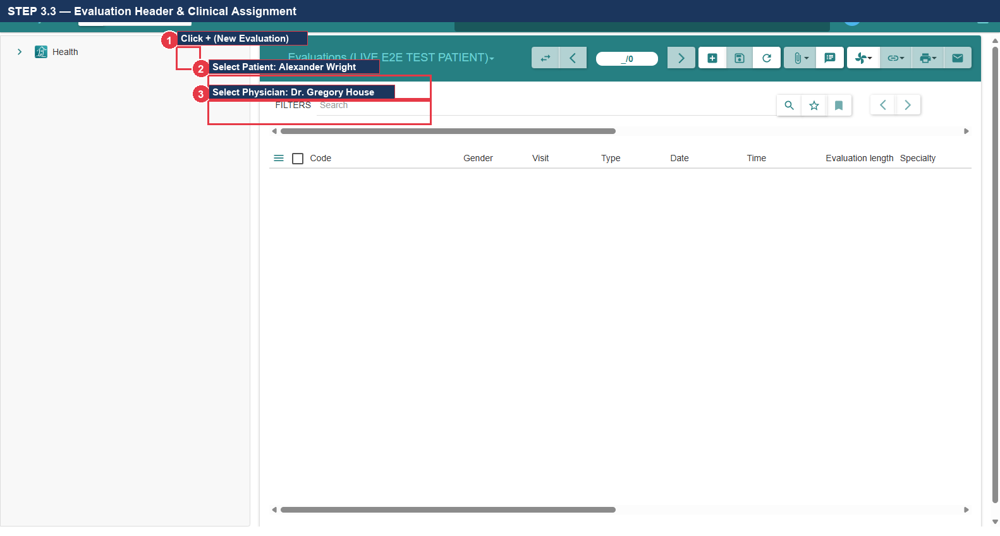 STEP 3.3 — Evaluation Header & Clinical Assignment
1 Click + (New Evaluation)
Health
Evaluations (LIVE E2E TEST PATIENT)
_/0
2 Select Patient: Alexander Wright
3 Select Physician: Dr. Gregory House
FILTERS Search
Code Gender Visit Type Date Time Evaluation length Specialty